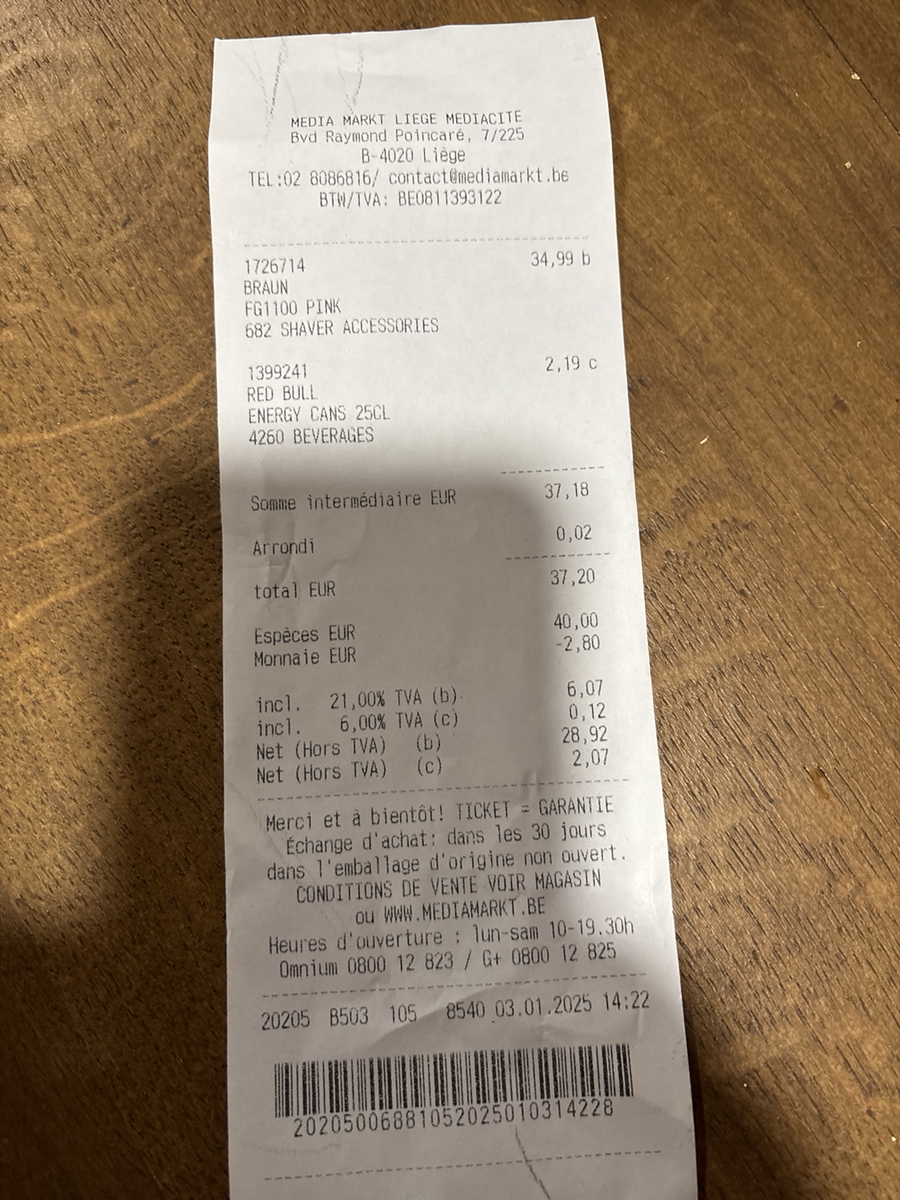 MEDIA MARKT LIEGE MEDIACITE
Bvd Raymond Poincaré, 7/225
B-4020 Liège
TEL:02 8086816/ contact@mediamarkt.be
BTW/TVA: BE0811393122
1726714 34,99 b
BRAUN
FG1100 PINK
682 SHAVER ACCESSORIES
1399241 2,19 c
RED BULL
ENERGY CANS 25CL
4260 BEVERAGES
Somme intermédiaire EUR 37,18
Arrondi 0,02
total EUR 37,20
Espèces EUR 40,00
Monnaie EUR -2,80
incl. 21,00% TVA (b) 6,07
incl. 6,00% TVA (c) 0,12
Net (Hors TVA) (b) 28,92
Net (Hors TVA) (c) 2,07
Merci et à bientôt! TICKET = GARANTIE
Échange d'achat: dans les 30 jours
dans l'emballage d'origine non ouvert.
CONDITIONS DE VENTE VOIR MAGASIN
ou WWW.MEDIAMARKT.BE
Heures d'ouverture : lun-sam 10-19.30h
Omnium 0800 12 823 / G+ 0800 12 825
20205 B503 105 8540 03.01.2025 14:22
20205006881052025010314228